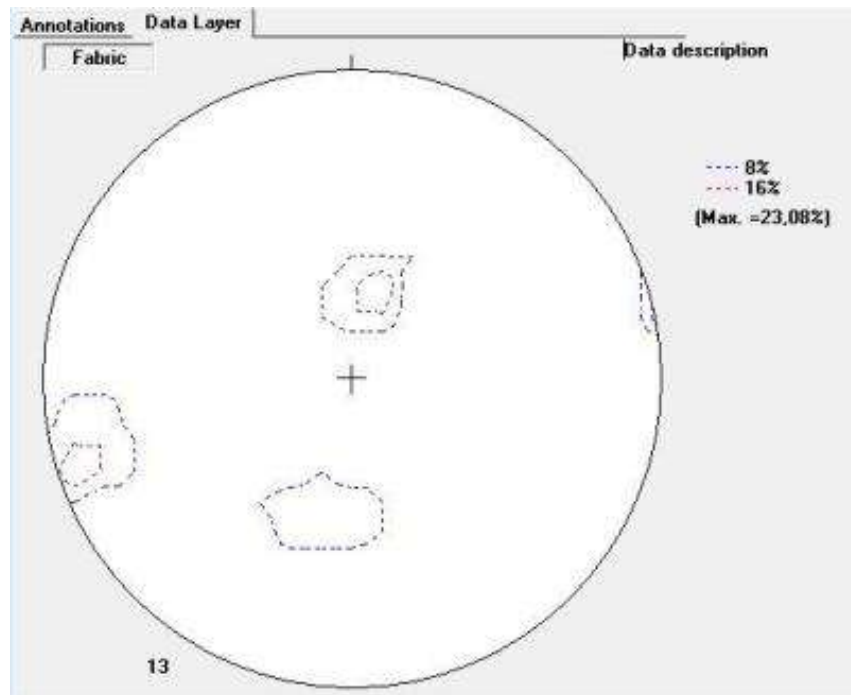 Annotations Data Layer
Fabric
Data description
8%
16%
(Max. =23,08%)
13